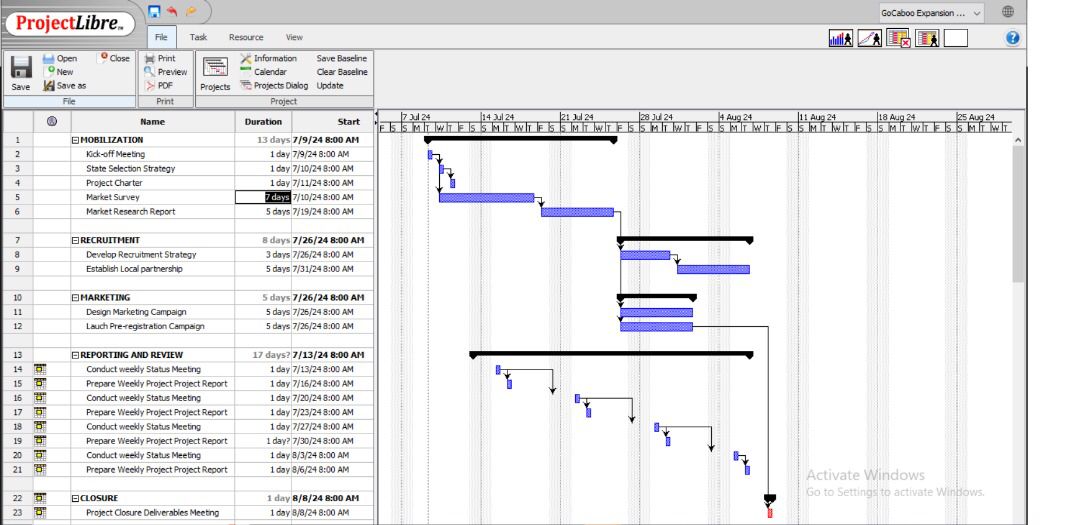 ProjectLibre™
GoCaboo Expansion ...
File Task Resource View
Open Close Print Information Save Baseline
New Preview Calendar Clear Baseline
Save Save as PDF Projects Projects Dialog Update
File Print Project
Name Duration Start
7 Jul 24 14 Jul 24 21 Jul 24 28 Jul 24 4 Aug 24 11 Aug 24 18 Aug 24 25 Aug 24
F S S M T W T F S S M T W T F S S M T W T F S S M T W T F S S M T W T F S S M T W T F S S M T W T F S S M T W T
1 MOBILIZATION 13 days 7/9/24 8:00 AM
2 Kick-off Meeting 1 day 7/9/24 8:00 AM
3 State Selection Strategy 1 day 7/10/24 8:00 AM
4 Project Charter 1 day 7/11/24 8:00 AM
5 Market Survey 7 days 7/10/24 8:00 AM
6 Market Research Report 5 days 7/19/24 8:00 AM
7 RECRUITMENT 8 days 7/26/24 8:00 AM
8 Develop Recruitment Strategy 3 days 7/26/24 8:00 AM
9 Establish Local partnership 5 days 7/31/24 8:00 AM
10 MARKETING 5 days 7/26/24 8:00 AM
11 Design Marketing Campaign 5 days 7/26/24 8:00 AM
12 Lauch Pre-registration Campaign 5 days 7/26/24 8:00 AM
13 REPORTING AND REVIEW 17 days? 7/13/24 8:00 AM
14 Conduct weekly Status Meeting 1 day 7/13/24 8:00 AM
15 Prepare Weekly Project Project Report 1 day 7/16/24 8:00 AM
16 Conduct weekly Status Meeting 1 day 7/20/24 8:00 AM
17 Prepare Weekly Project Project Report 1 day 7/23/24 8:00 AM
18 Conduct weekly Status Meeting 1 day 7/27/24 8:00 AM
19 Prepare Weekly Project Project Report 1 day? 7/30/24 8:00 AM
20 Conduct weekly Status Meeting 1 day 8/3/24 8:00 AM
21 Prepare Weekly Project Project Report 1 day 8/6/24 8:00 AM
22 CLOSURE 1 day 8/8/24 8:00 AM
23 Project Closure Deliverables Meeting 1 day 8/8/24 8:00 AM
Activate Windows
Go to Settings to activate Windows.